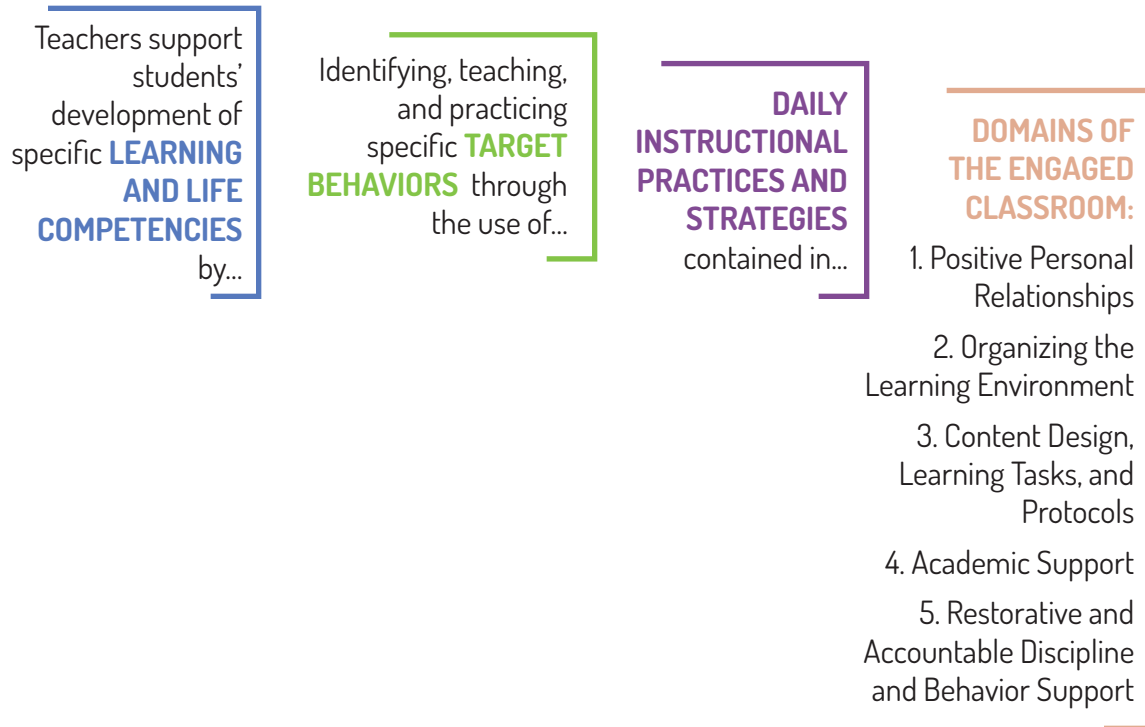 Teachers support
students’
development of
specific LEARNING
AND LIFE
COMPETENCIES
by...
Identifying, teaching,
and practicing
specific TARGET
BEHAVIORS through
the use of...
DAILY
INSTRUCTIONAL
PRACTICES AND
STRATEGIES
contained in...
DOMAINS OF
THE ENGAGED
CLASSROOM:
1. Positive Personal
Relationships
2. Organizing the
Learning Environment
3. Content Design,
Learning Tasks, and
Protocols
4. Academic Support
5. Restorative and
Accountable Discipline
and Behavior Support